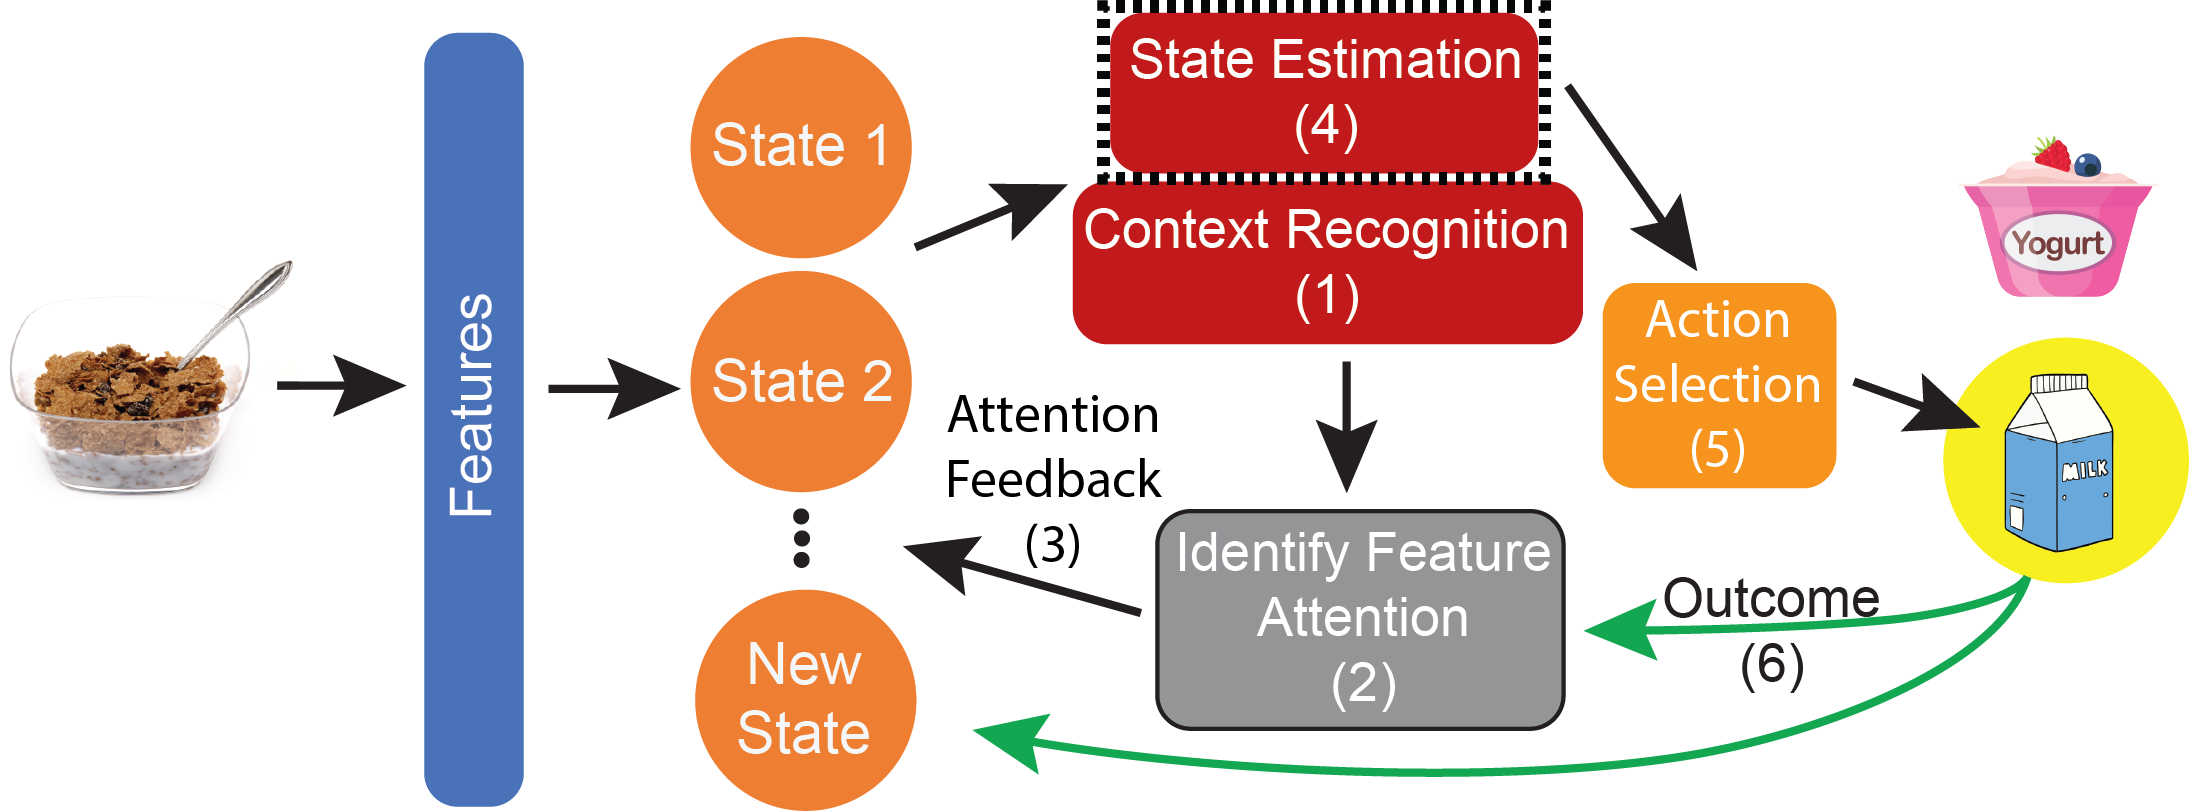 Features
State 1
State 2
New
State
State Estimation
(4)
Context Recognition
(1)
Attention
Feedback
(3)
Identify Feature
Attention
(2)
Action
Selection
(5)
Yogurt
MILK
Outcome
(6)